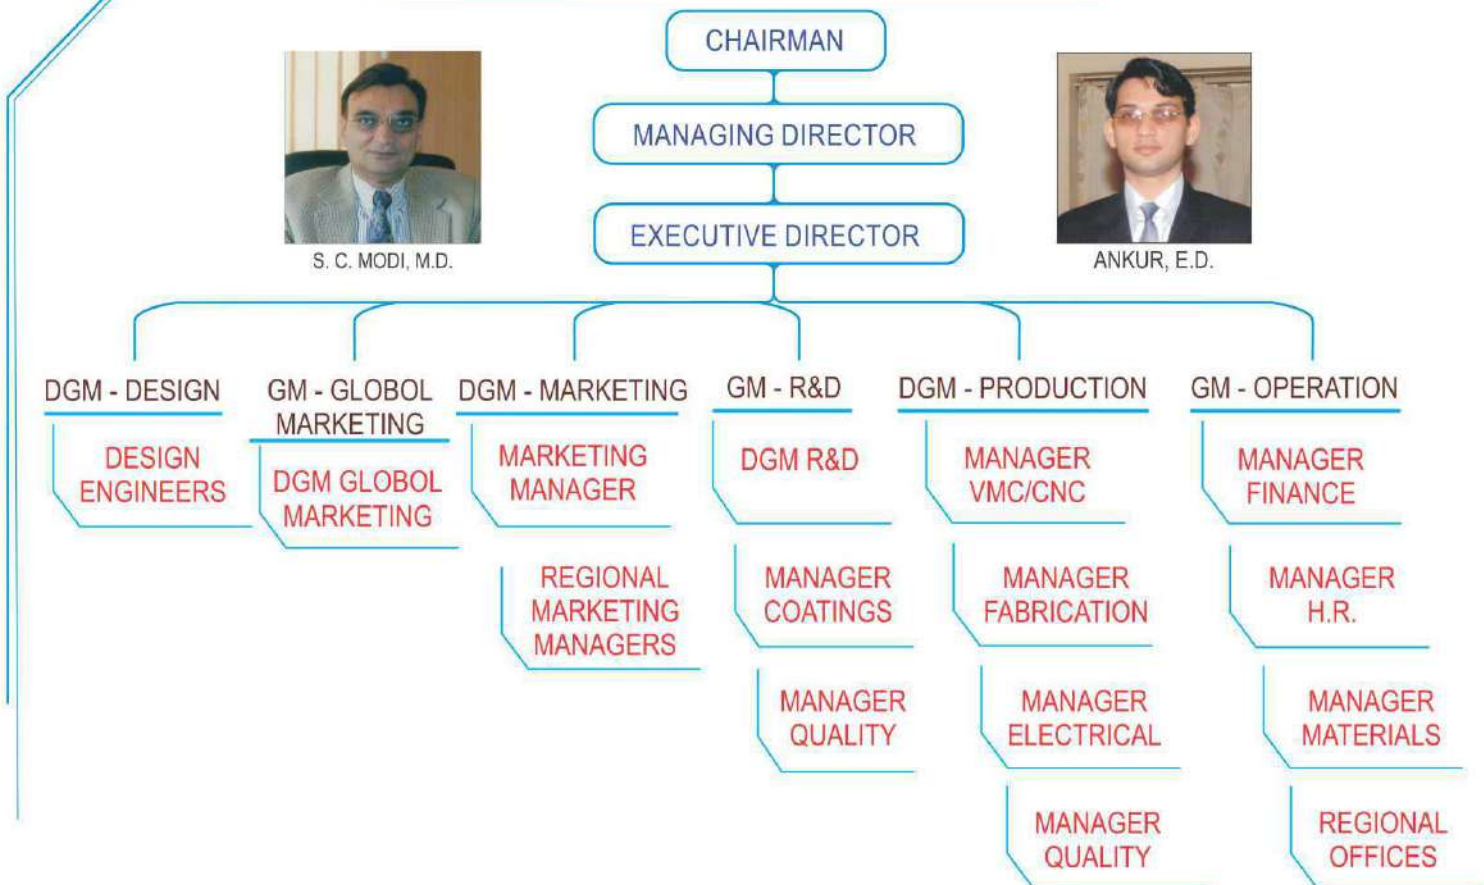 CHAIRMAN
MANAGING DIRECTOR
EXECUTIVE DIRECTOR
S. C. MODI, M.D.
ANKUR, E.D.
DGM - DESIGN
DESIGN
ENGINEERS
GM - GLOBOL
MARKETING
DGM GLOBOL
MARKETING
DGM - MARKETING
MARKETING
MANAGER
REGIONAL
MARKETING
MANAGERS
GM - R&D
DGM R&D
MANAGER
COATINGS
MANAGER
QUALITY
DGM - PRODUCTION
MANAGER
VMC/CNC
MANAGER
FABRICATION
MANAGER
ELECTRICAL
MANAGER
QUALITY
GM - OPERATION
MANAGER
FINANCE
MANAGER
H.R.
MANAGER
MATERIALS
REGIONAL
OFFICES